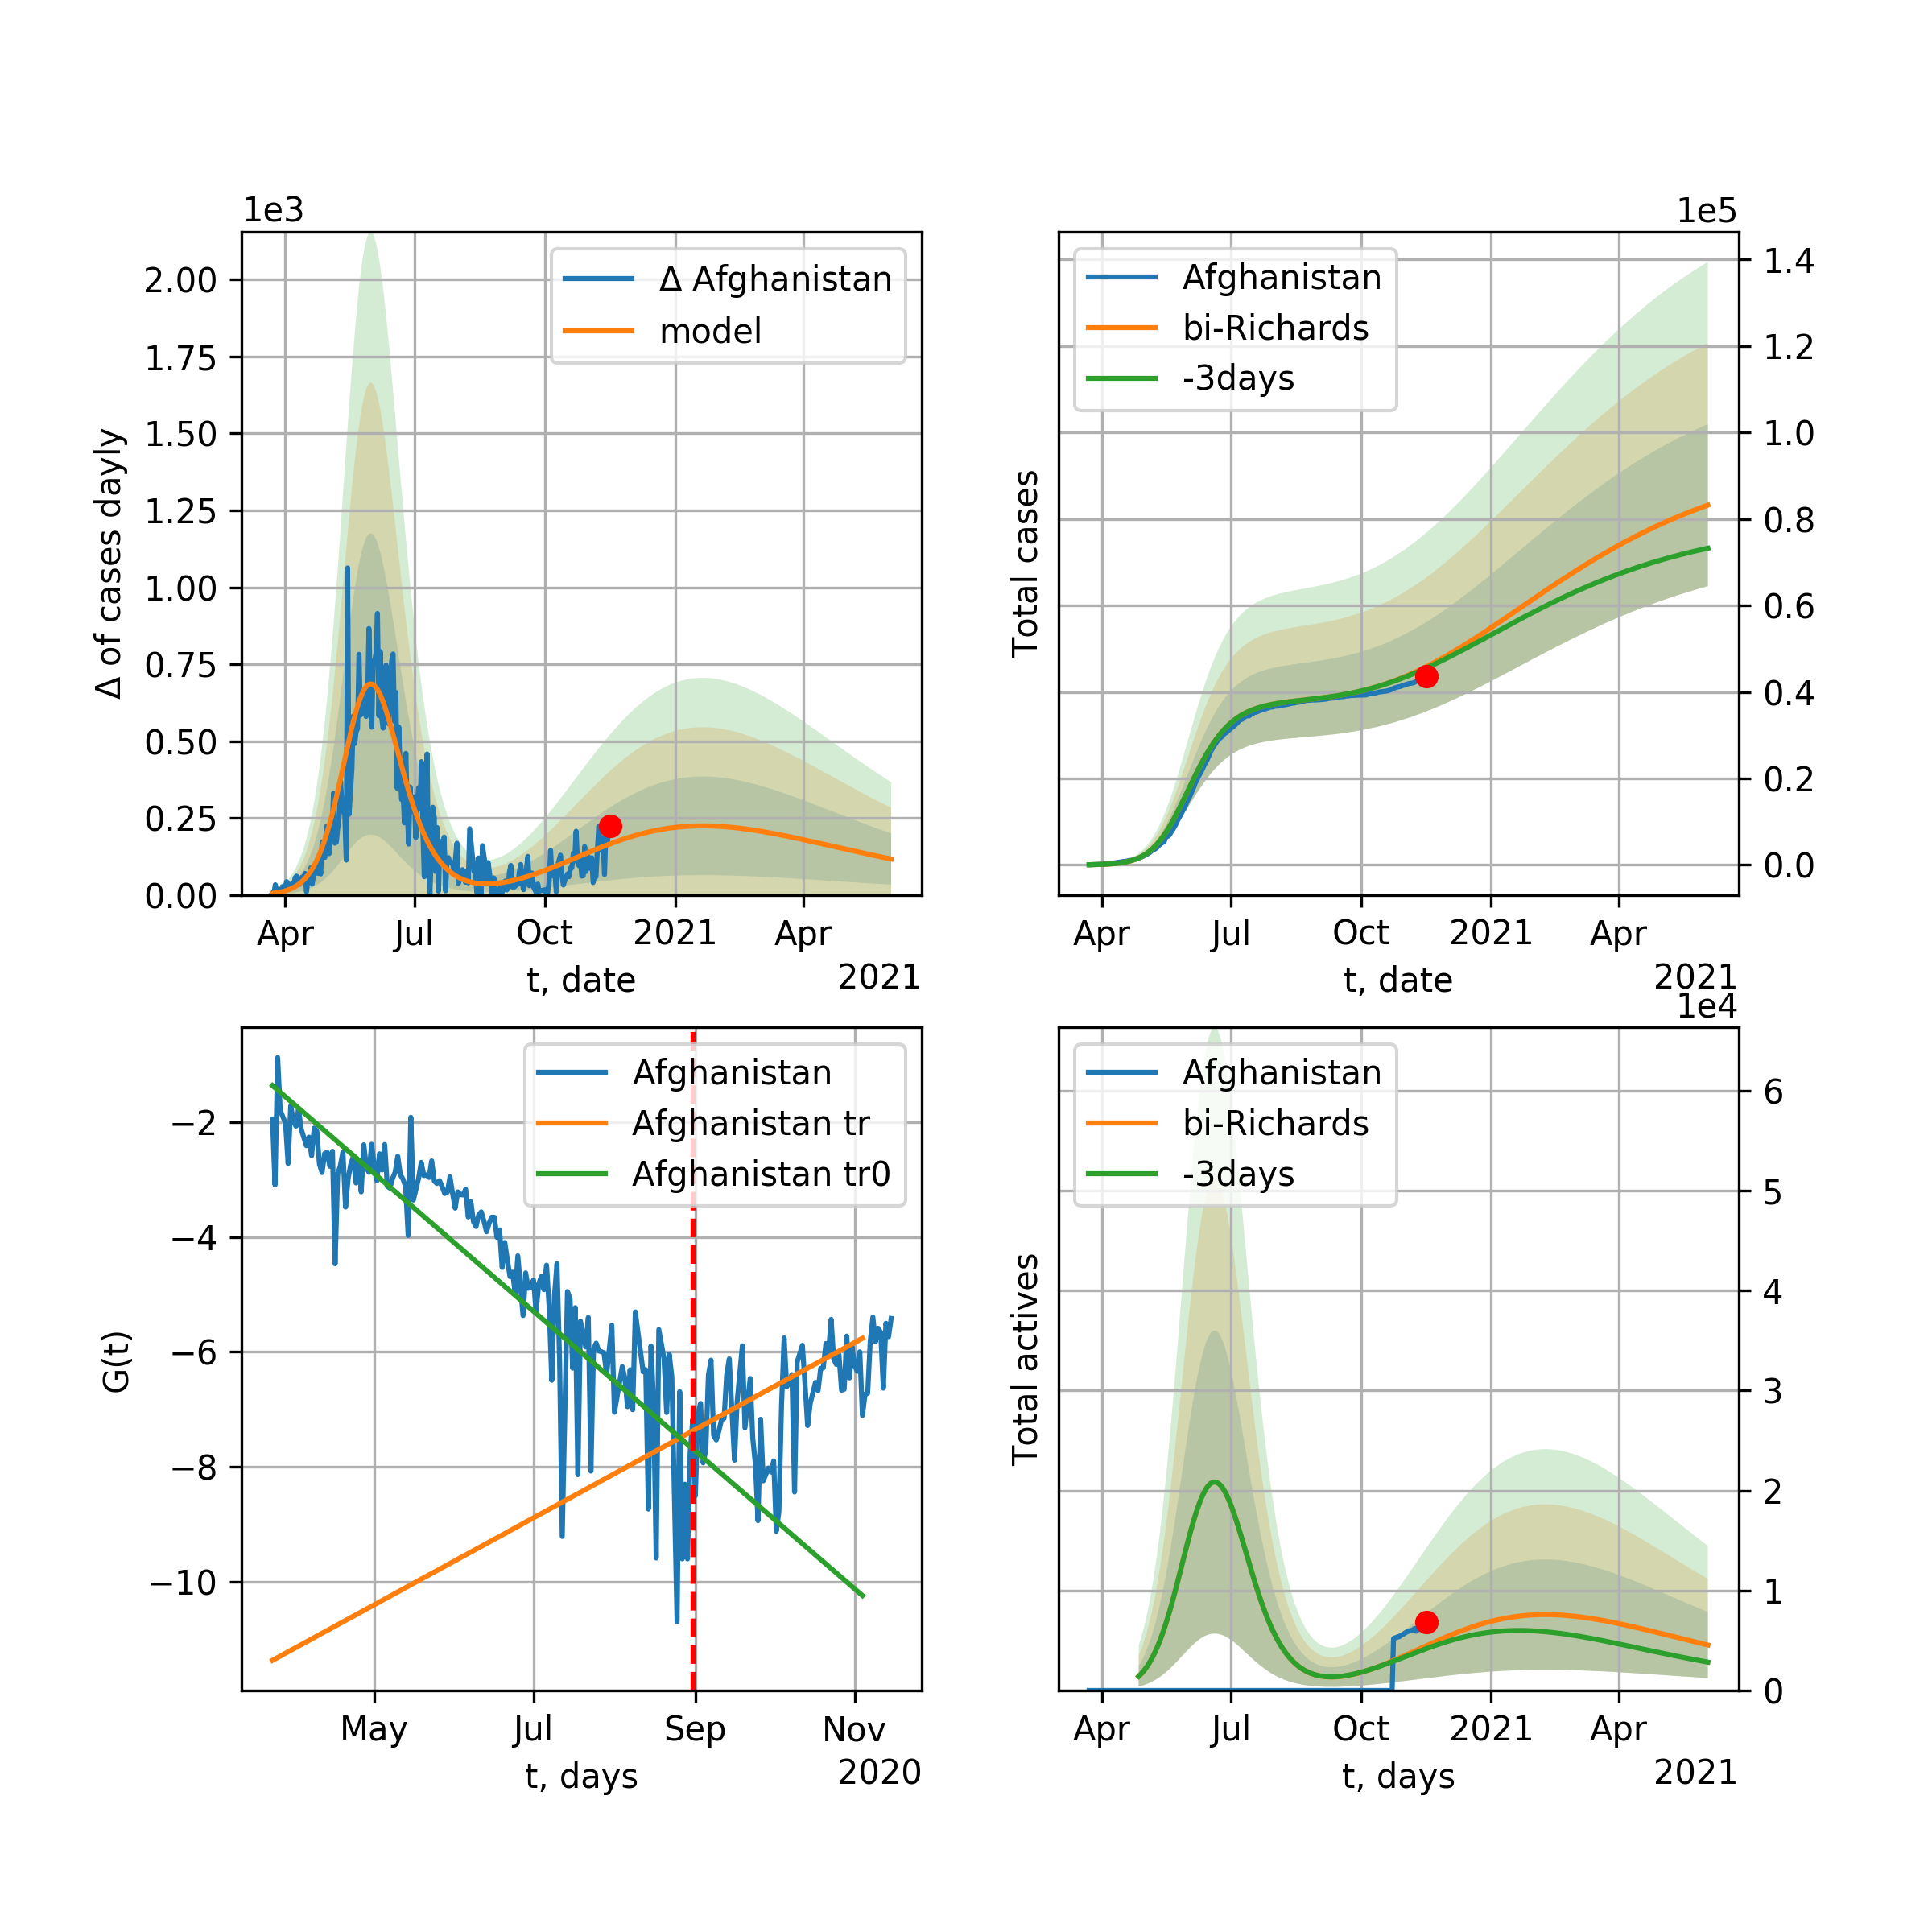 1e3
2.00
1.75
1.50
1.25
1.00
0.75
0.50
0.25
0.00
Δ of cases dayly
Δ Afghanistan
model
Apr
Jul
Oct
2021
Apr
t, date
2021
1e5
1.4
1.2
1.0
0.8
0.6
0.4
0.2
0.0
Total cases
Afghanistan
bi-Richards
-3days
Apr
Jul
Oct
2021
Apr
t, date
2021
−2
−4
−6
−8
−10
G(t)
Afghanistan
Afghanistan tr
Afghanistan tr0
May
Jul
Sep
Nov
t, days
2020
1e4
6
5
4
3
2
1
0
Total actives
Afghanistan
bi-Richards
-3days
Apr
Jul
Oct
2021
Apr
t, days
2021